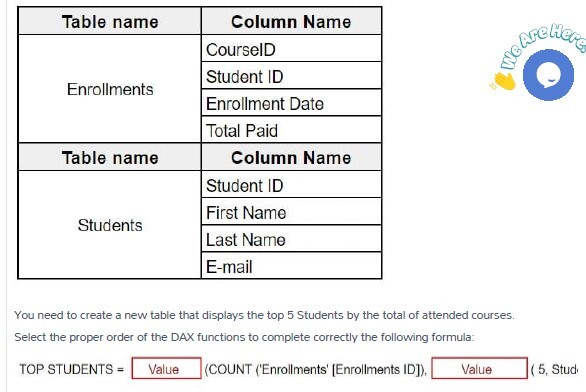 Table name Column Name
Enrollments
CourseID
Student ID
Enrollment Date
Total Paid
Table name Column Name
Students
Student ID
First Name
Last Name
E-mail
We Are Here!
You need to create a new table that displays the top 5 Students by the total of attended courses.
Select the proper order of the DAX functions to complete correctly the following formula:
TOP STUDENTS = Value (COUNT ('Enrollments' [Enrollments ID]), Value ( 5, Stud